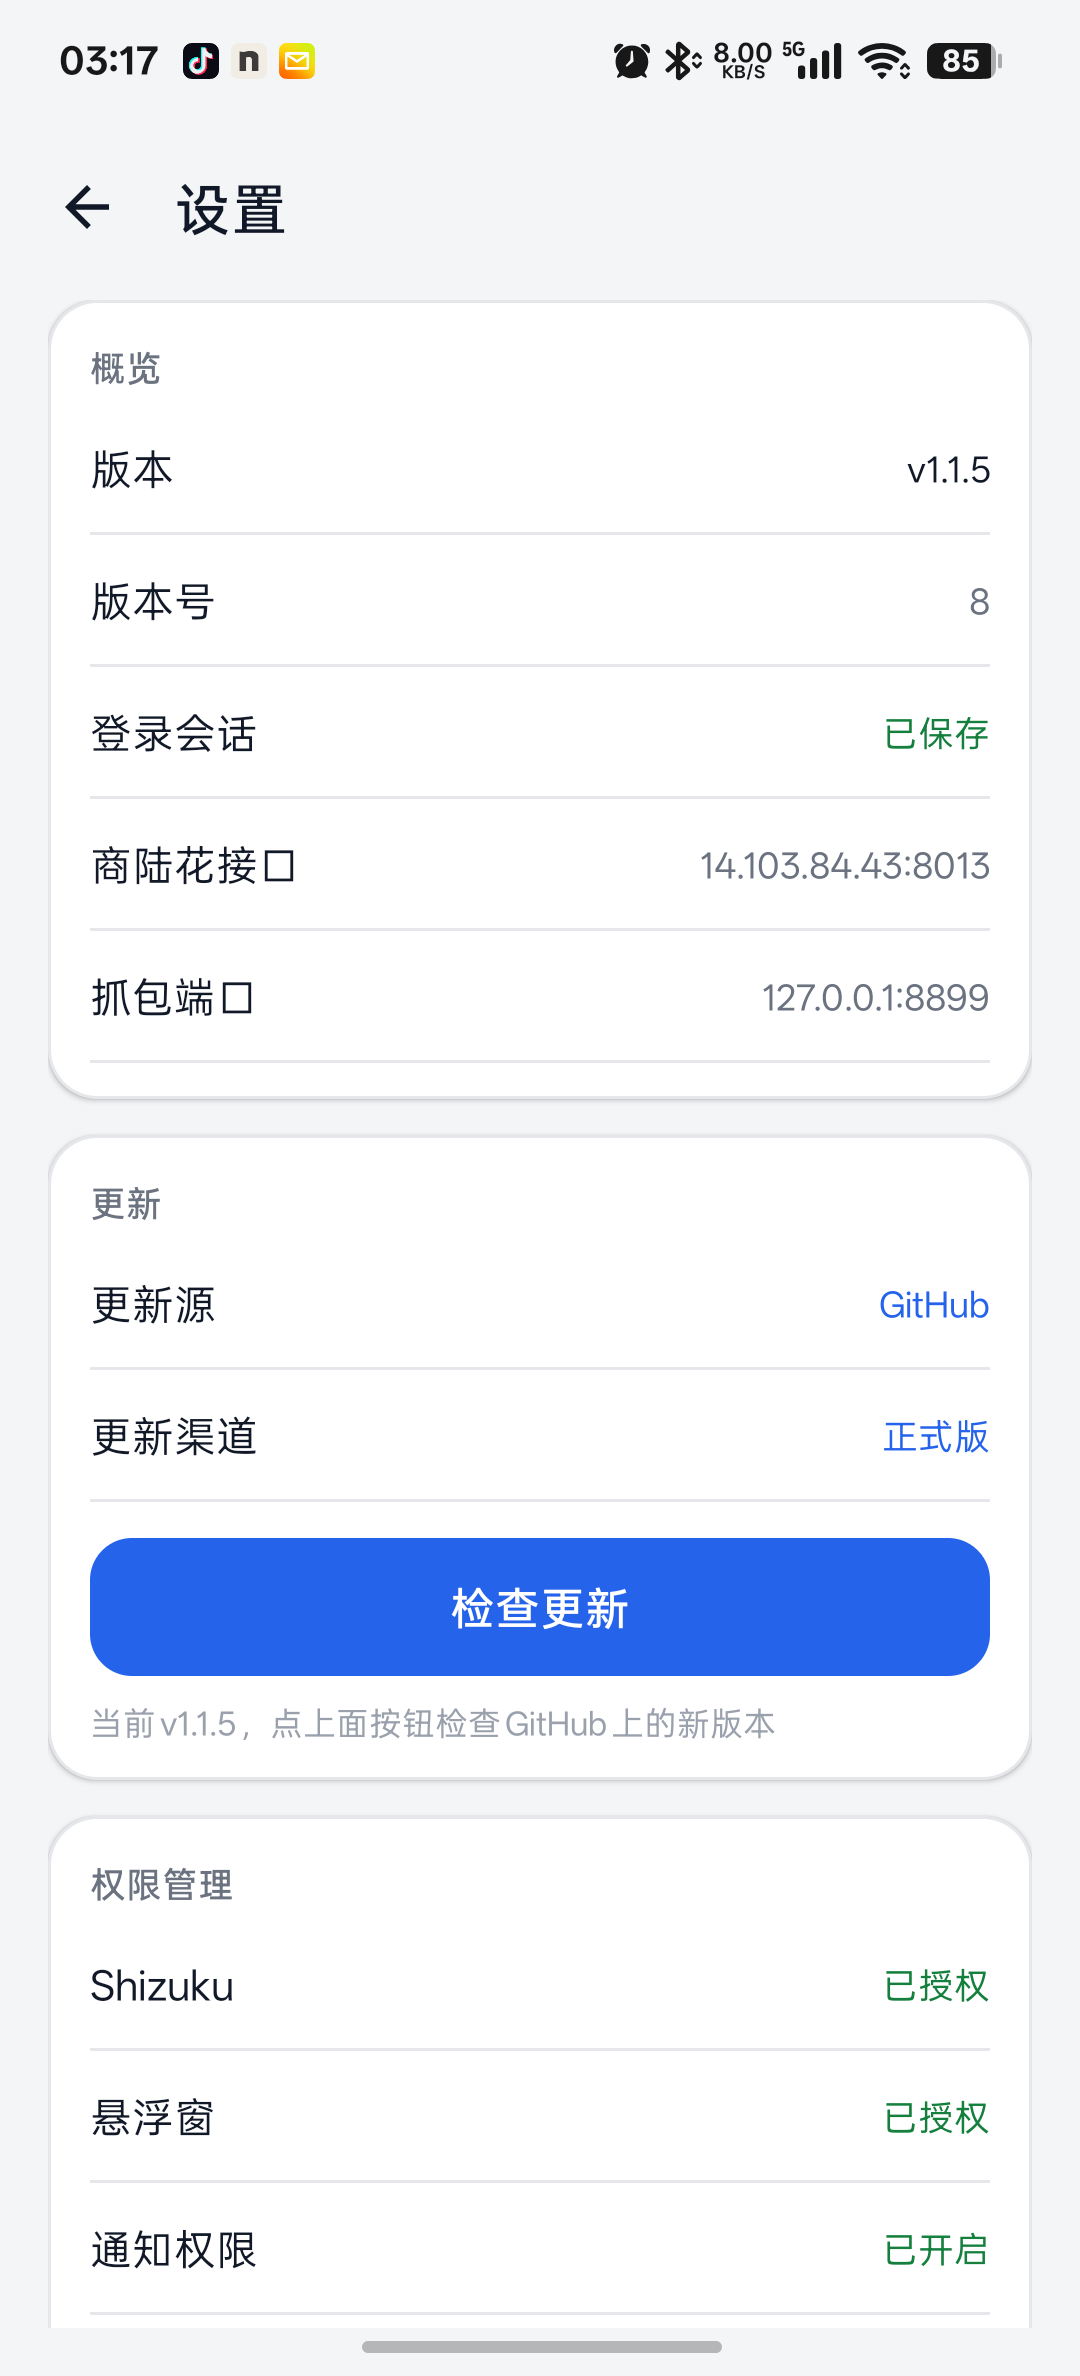 03:17
n
8.00
KB/S
5G
85
设置
概览
版本 v1.1.5
版本号 8
登录会话 已保存
商陆花接口 14.103.84.43:8013
抓包端口 127.0.0.1:8899
更新
更新源 GitHub
更新渠道 正式版
检查更新
当前 v1.1.5，点上面按钮检查 GitHub 上的新版本
权限管理
Shizuku 已授权
悬浮窗 已授权
通知权限 已开启